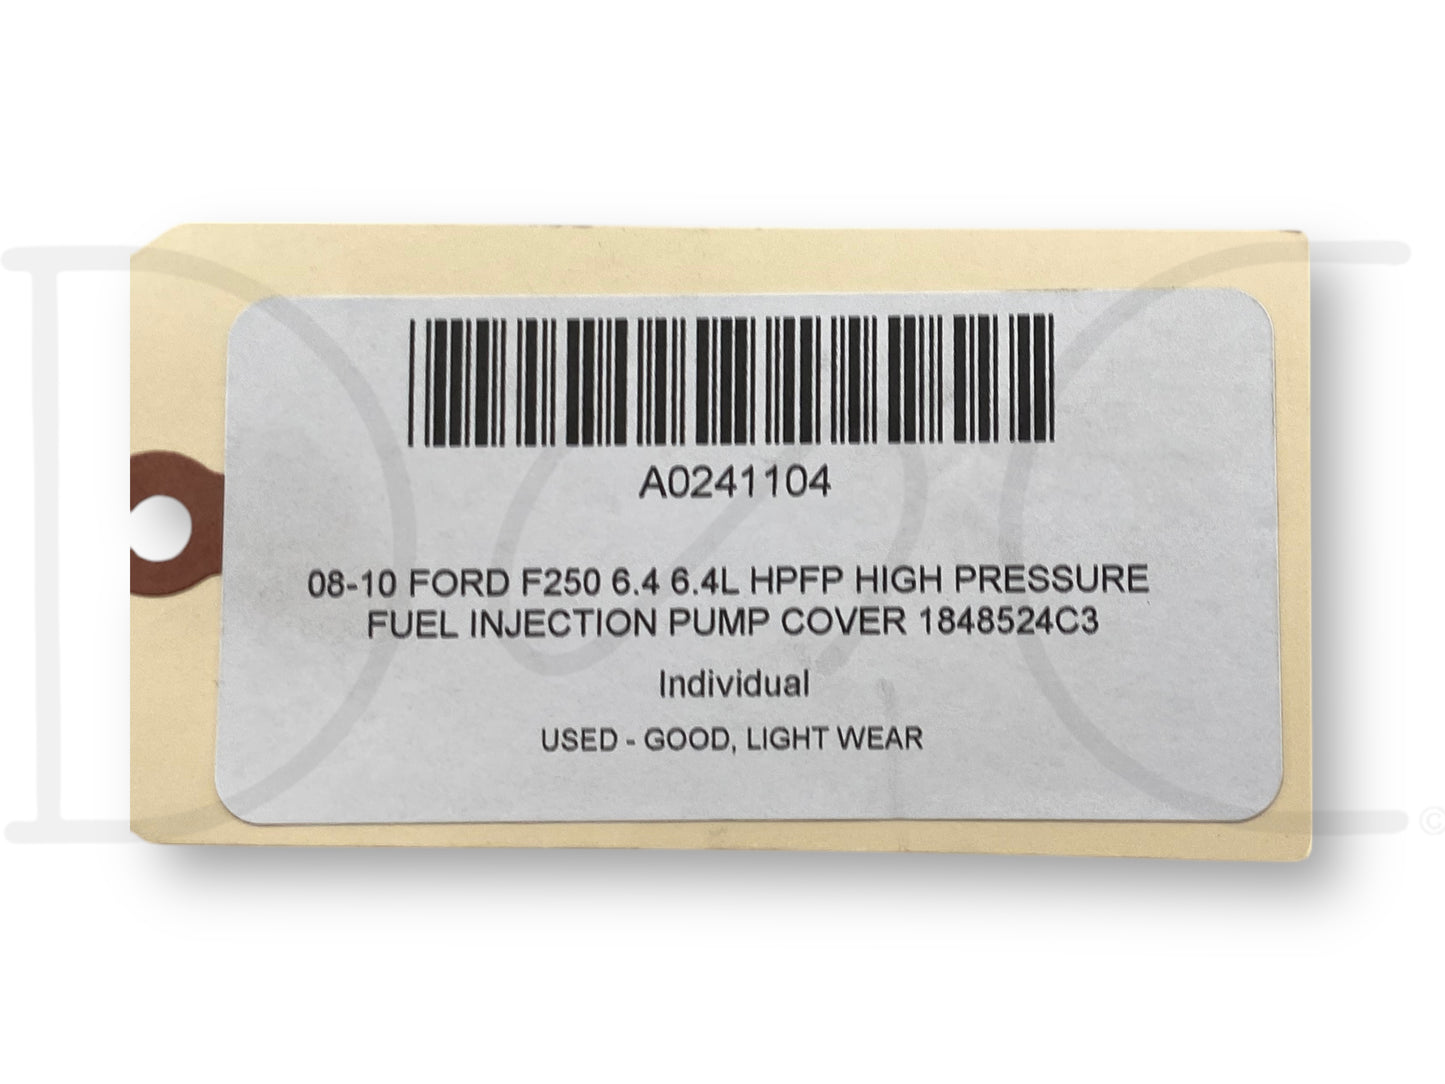 A0241104
08-10 FORD F250 6.4 6.4L HPFP HIGH PRESSURE
FUEL INJECTION PUMP COVER 1848524C3
Individual
USED - GOOD, LIGHT WEAR